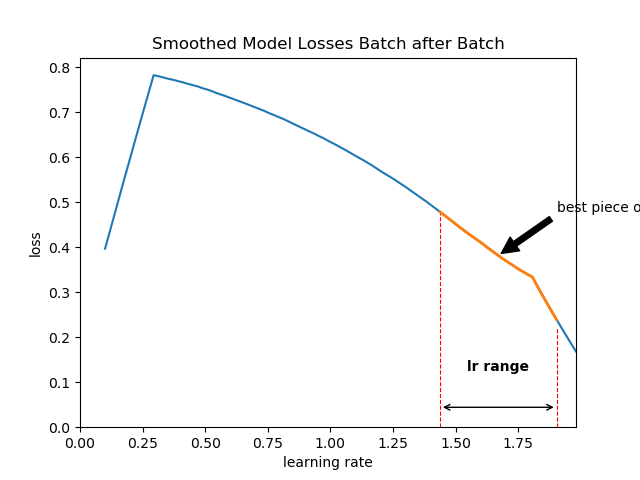 Smoothed Model Losses Batch after Batch
0.8
0.7
0.6
0.5
best piece
0.4
loss
0.3
0.2
lr range
0.1
0.0
0.00 0.25 0.50 0.75 1.00 1.25 1.50 1.75
learning rate